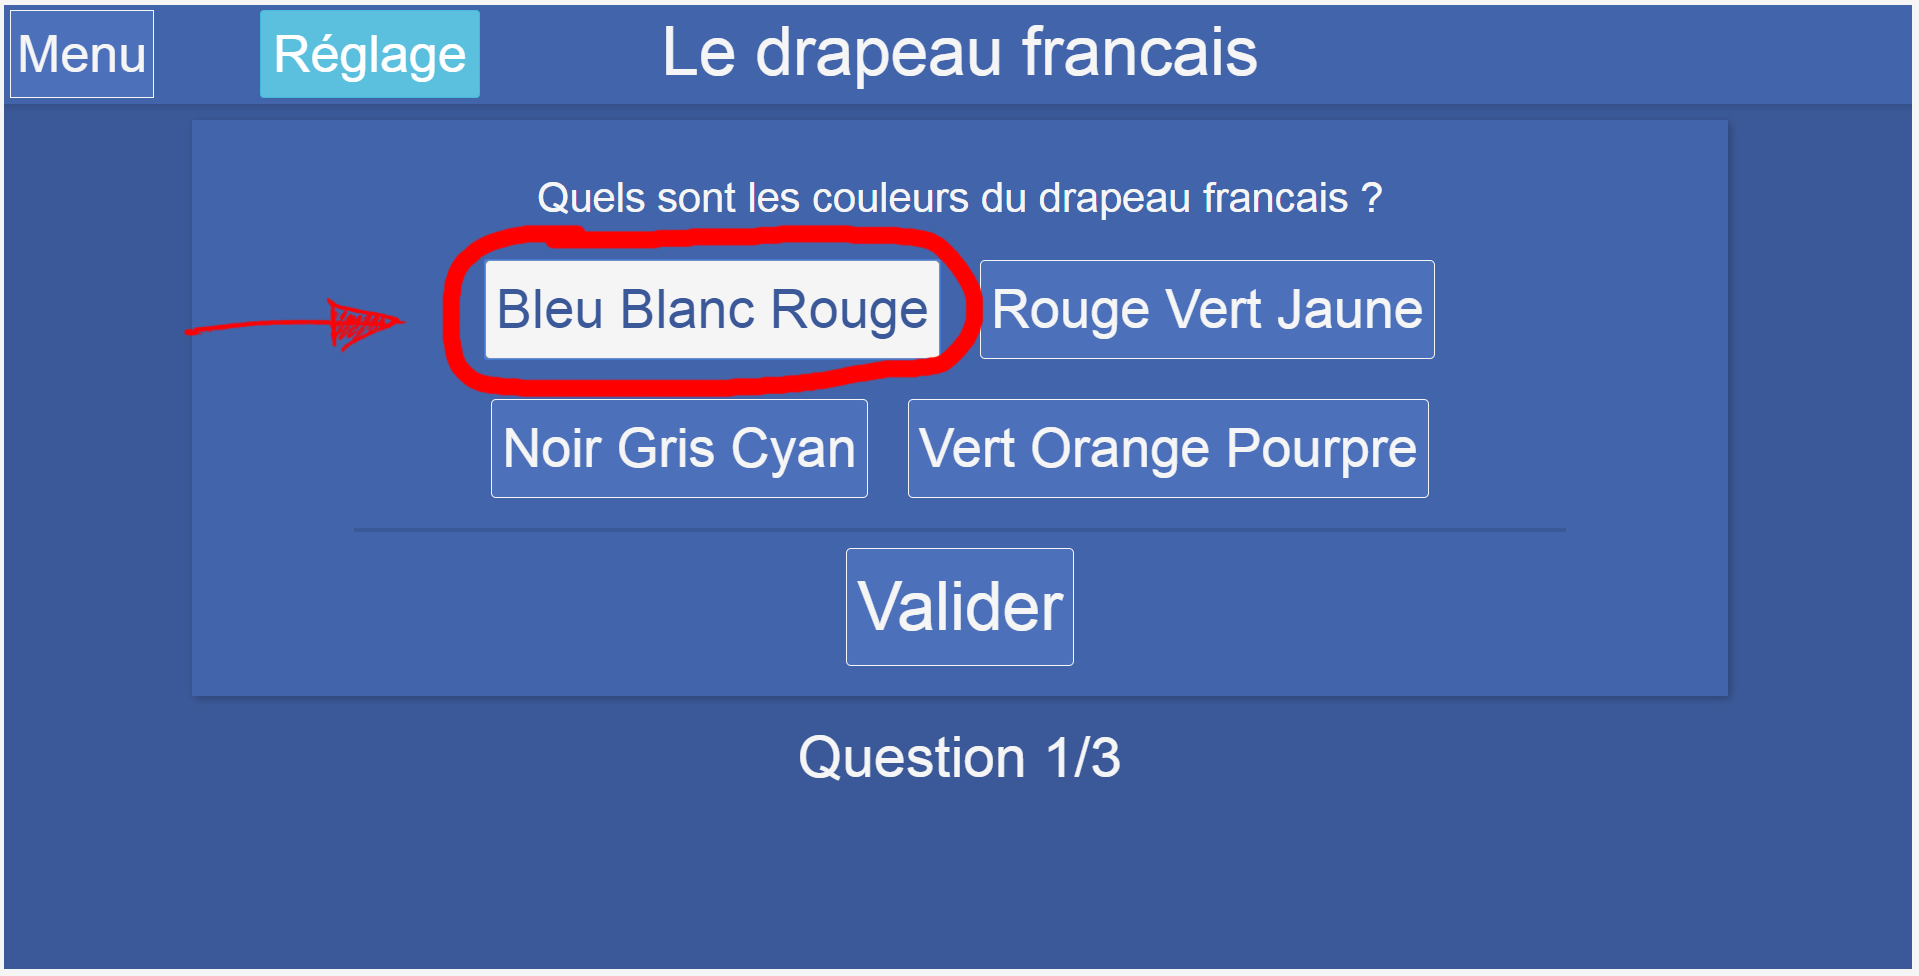 Menu
Réglage
Le drapeau francais
Quels sont les couleurs du drapeau francais ?
Bleu Blanc Rouge
Rouge Vert Jaune
Noir Gris Cyan
Vert Orange Pourpre
Valider
Question 1/3